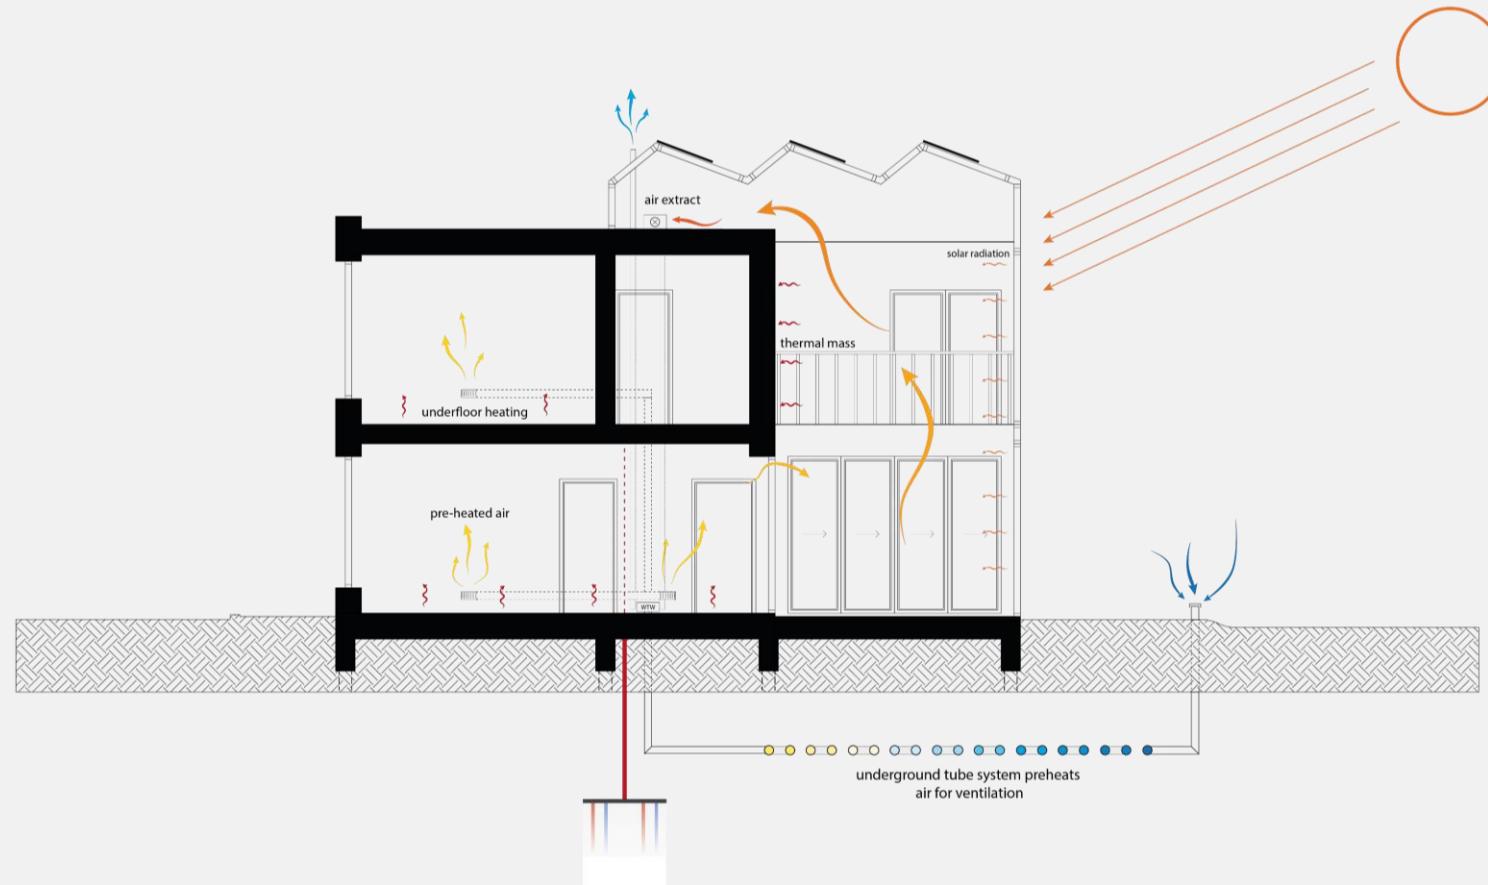 air extract
solar radiation
thermal mass
underfloor heating
pre-heated air
WTW
underground tube system preheats
air for ventilation